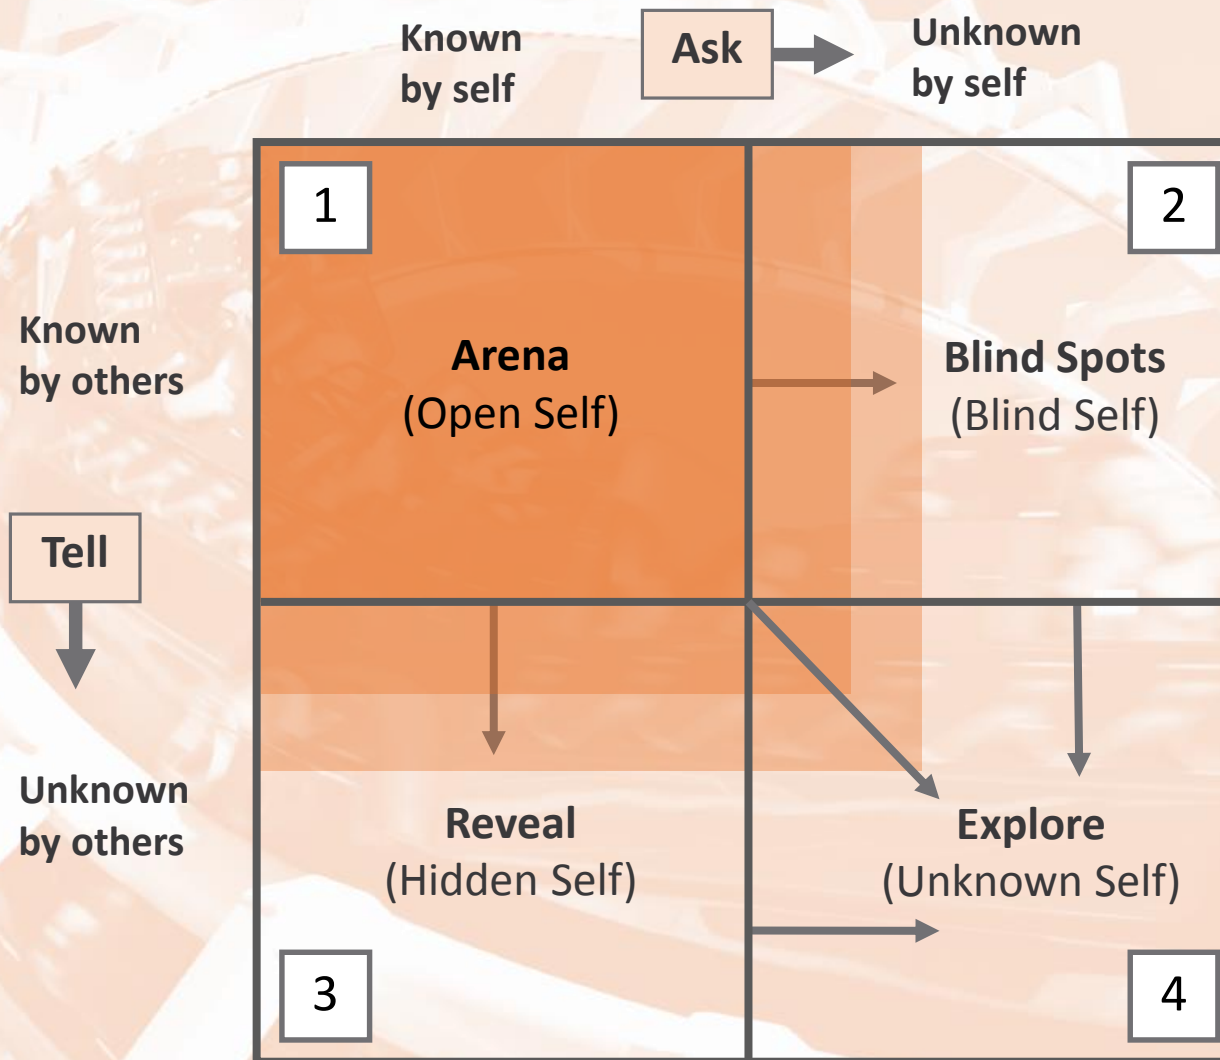 Known
by self
Ask
Unknown
by self
1
2
Known
by others
Arena
(Open Self)
Blind Spots
(Blind Self)
Tell
Unknown
by others
Reveal
(Hidden Self)
Explore
(Unknown Self)
3
4